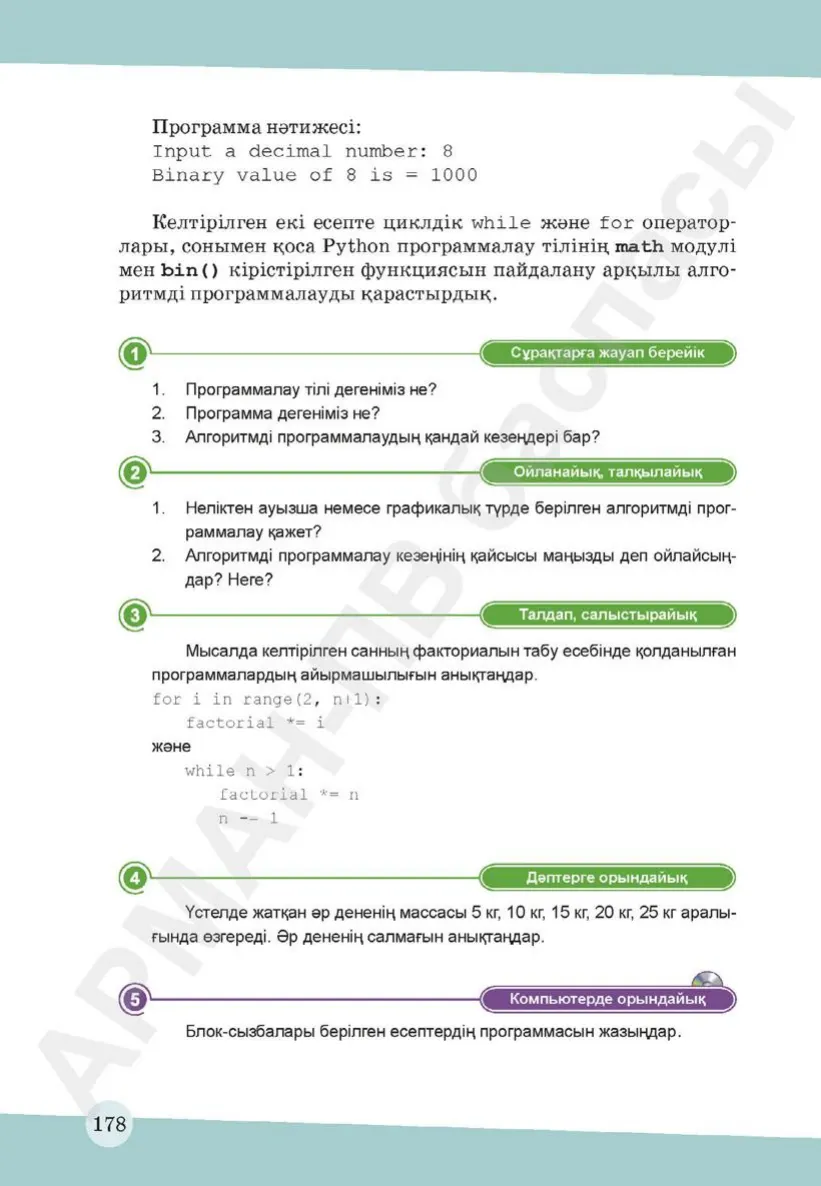 Программа нәтижесі:
Input a decimal number: 8
Binary value of 8 is = 1000
Келтірілген екі есепте циклдік while және for оператор-
лары, сонымен қоса Python программалау тілінің math модулі
мен bin() кірістірілген функциясын пайдалану арқылы алго-
ритмді программалауды қарастырдық.
1 Сұрақтарға жауап берейік
1. Программалау тілі дегеніміз не?
2. Программа дегеніміз не?
3. Алгоритмді программалаудың қандай кезеңдері бар?
2 Ойланайық, талқылайық
1. Неліктен ауызша немесе графикалық түрде берілген алгоритмді прог-
раммалау қажет?
2. Алгоритмді программалау кезеңінің қайсысы маңызды деп ойлайсың-
дар? Неге?
3 Талдап, салыстырайық
Мысалда келтірілген санның факториалын табу есебінде қолданылған
программалардың айырмашылығын анықтаңдар.
for i in range(2, n+1):
factorial *= i
және
while n > 1:
factorial *= n
n -= 1
4 Дәптерге орындайық
Үстелде жатқан әр дененің массасы 5 кг, 10 кг, 15 кг, 20 кг, 25 кг аралы-
ғында өзгереді. Әр дененің салмағын анықтаңдар.
5 Компьютерде орындайық
Блок-сызбалары берілген есептердің программасын жазыңдар.
178
АРМАН-ПВ баспасы